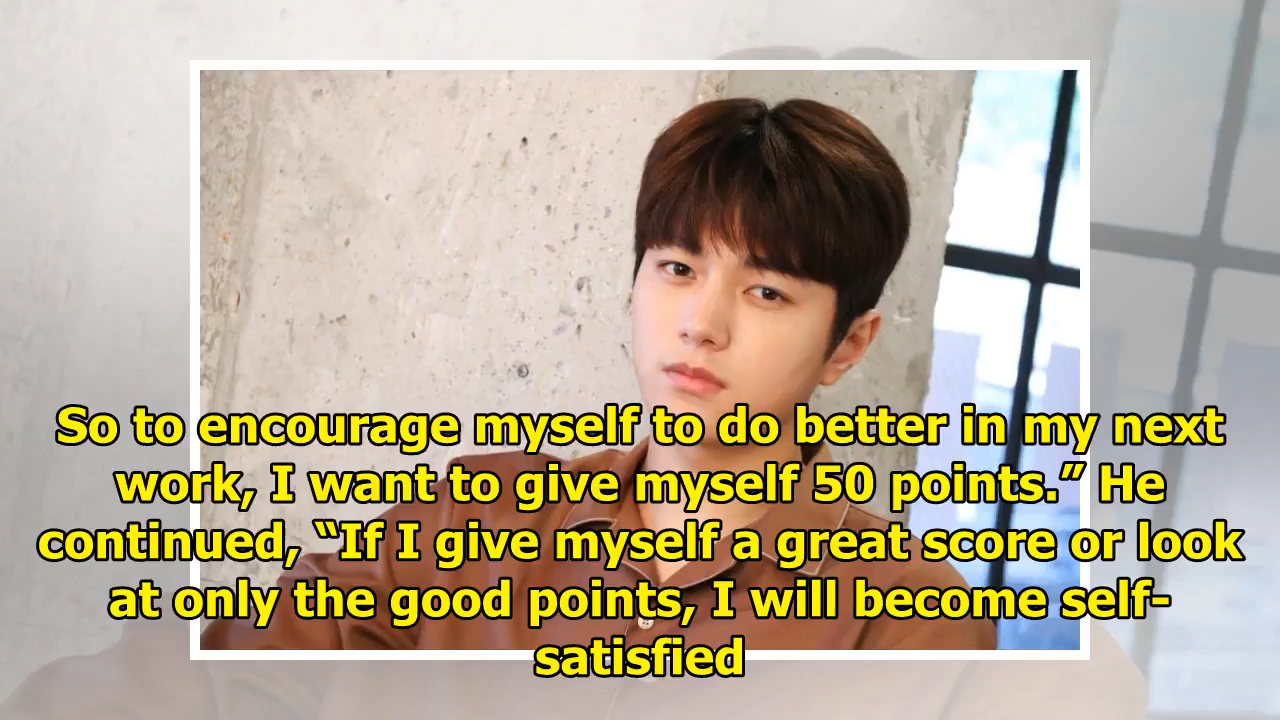 So to encourage myself to do better in my next
work, I want to give myself 50 points.” He
continued, “If I give myself a great score or look
at only the good points, I will become self-
satisfied